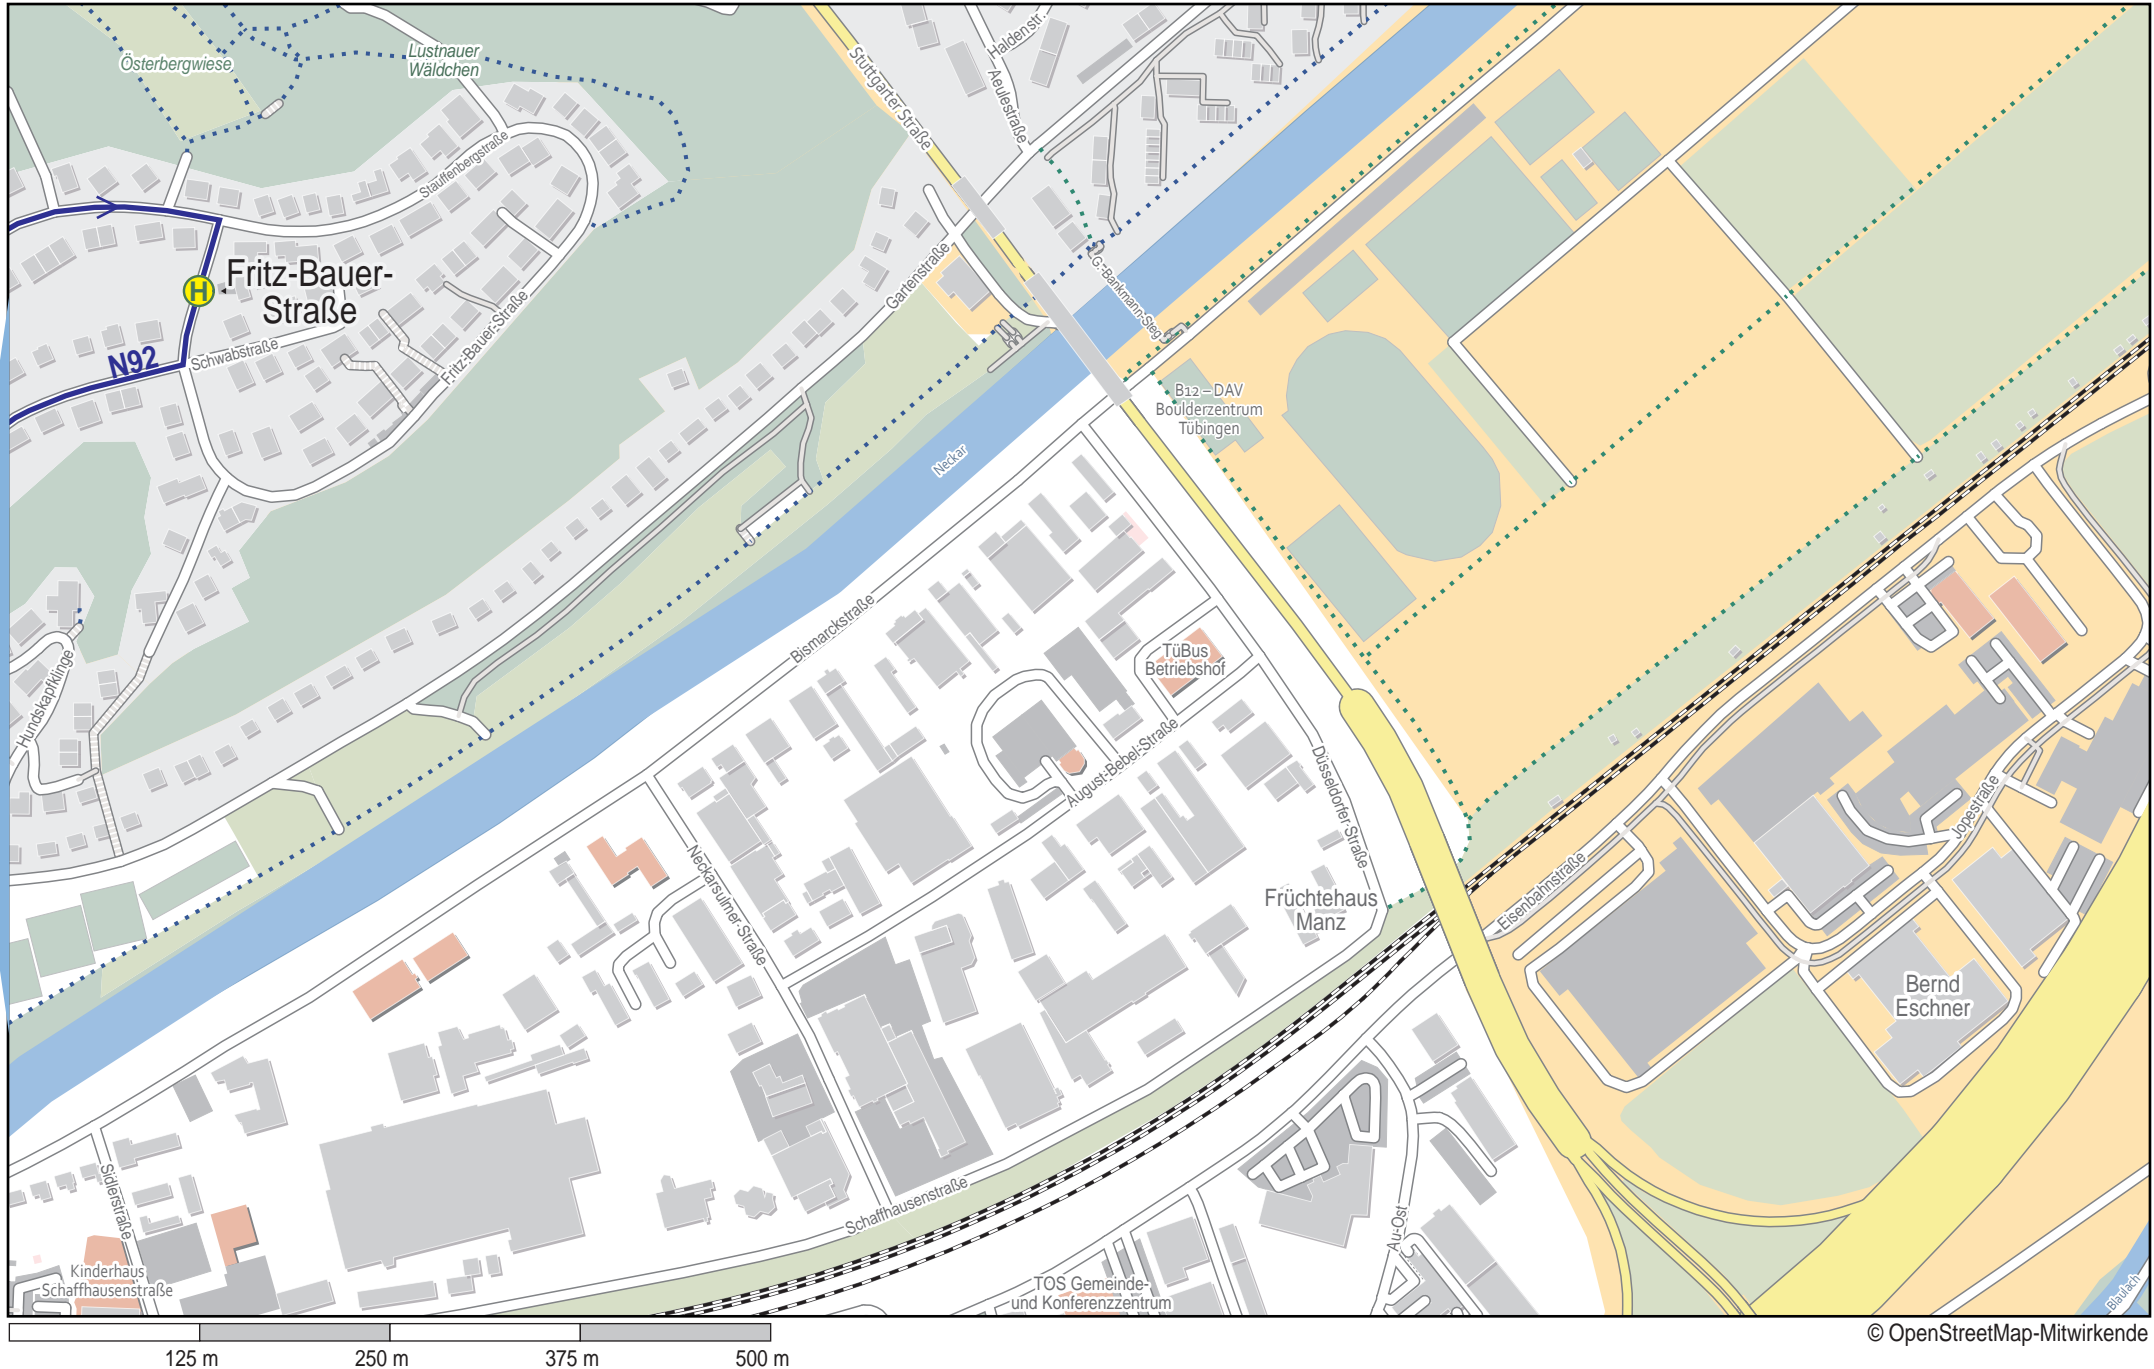 Österbergwiese
Lustnauer
Wäldchen
Stuttgarter Straße
Haldenstr.
Aeulestraße
Stauffenbergstraße
H
Fritz-Bauer-
Straße
N92
Schwabstraße
Fritz-Bauer-Straße
Gartenstraße
G.-Bankmann-Steg
B12 – DAV
Boulderzentrum
Tübingen
Neckar
Bismarckstraße
TüBus
Betriebshof
Hundskapfklinge
August-Bebel-Straße
Düsseldorfer-Straße
Neckarsulmer-Straße
Früchtehaus
Manz
Eisenbahnstraße
Jopestraße
Bernd
Eschner
Sidlerstraße
Schaffhausenstraße
Au-Ost
Kinderhaus
Schaffhausenstraße
TOS Gemeinde-
und Konferenzzentrum
Blaulach
© OpenStreetMap-Mitwirkende
125 m
250 m
375 m
500 m